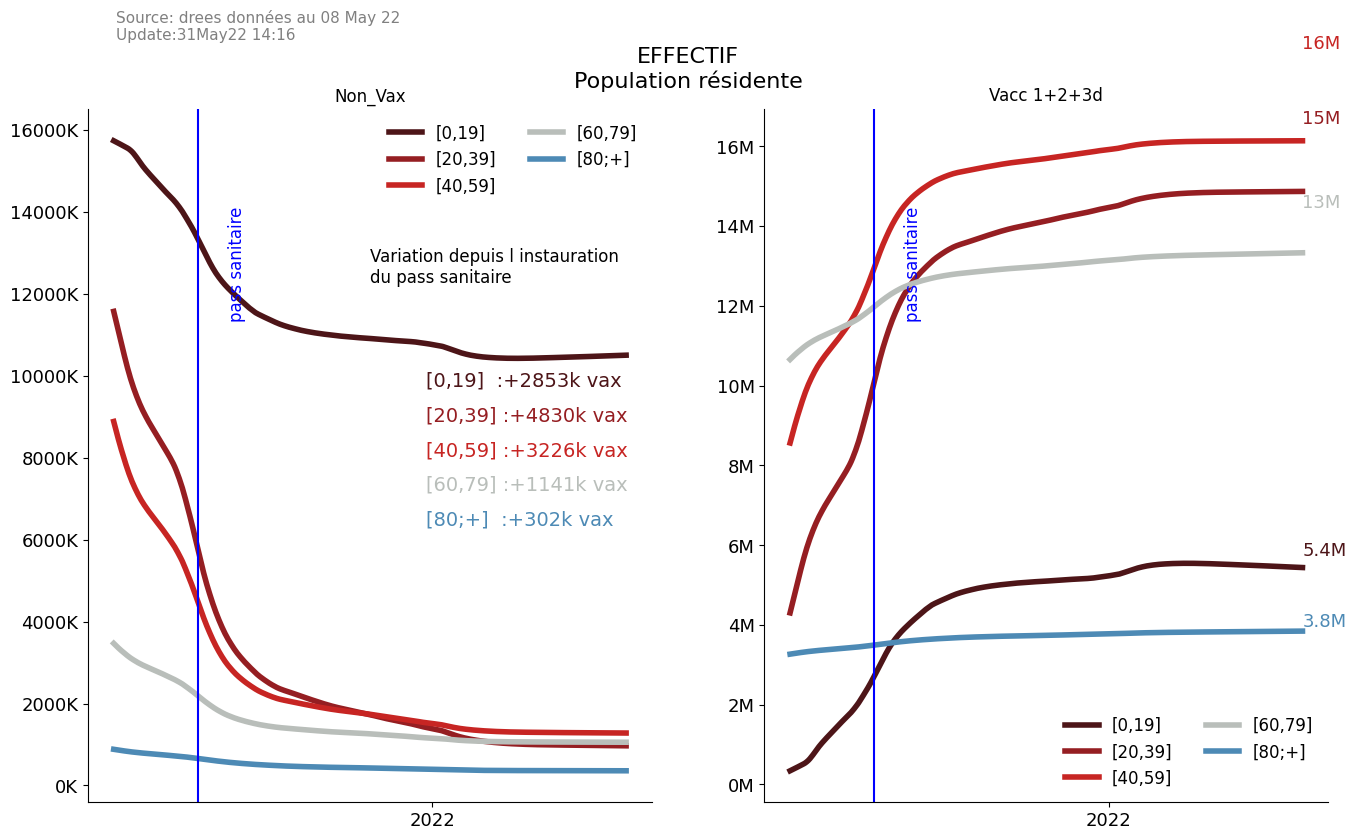 Source: drees données au 08 May 22
Update:31May22 14:16
EFFECTIF
Population résidente
Non_Vax
16000K
14000K
12000K
10000K
8000K
6000K
4000K
2000K
0K
[0,19]
[20,39]
[40,59]
[60,79]
[80;+]
pass sanitaire
Variation depuis l instauration
du pass sanitaire
[0,19]  :+2853k vax
[20,39] :+4830k vax
[40,59] :+3226k vax
[60,79] :+1141k vax
[80;+]  :+302k vax
2022
Vacc 1+2+3d
16M
14M
12M
10M
8M
6M
4M
2M
0M
pass sanitaire
16M
15M
13M
5.4M
3.8M
[0,19]
[20,39]
[40,59]
[60,79]
[80;+]
2022